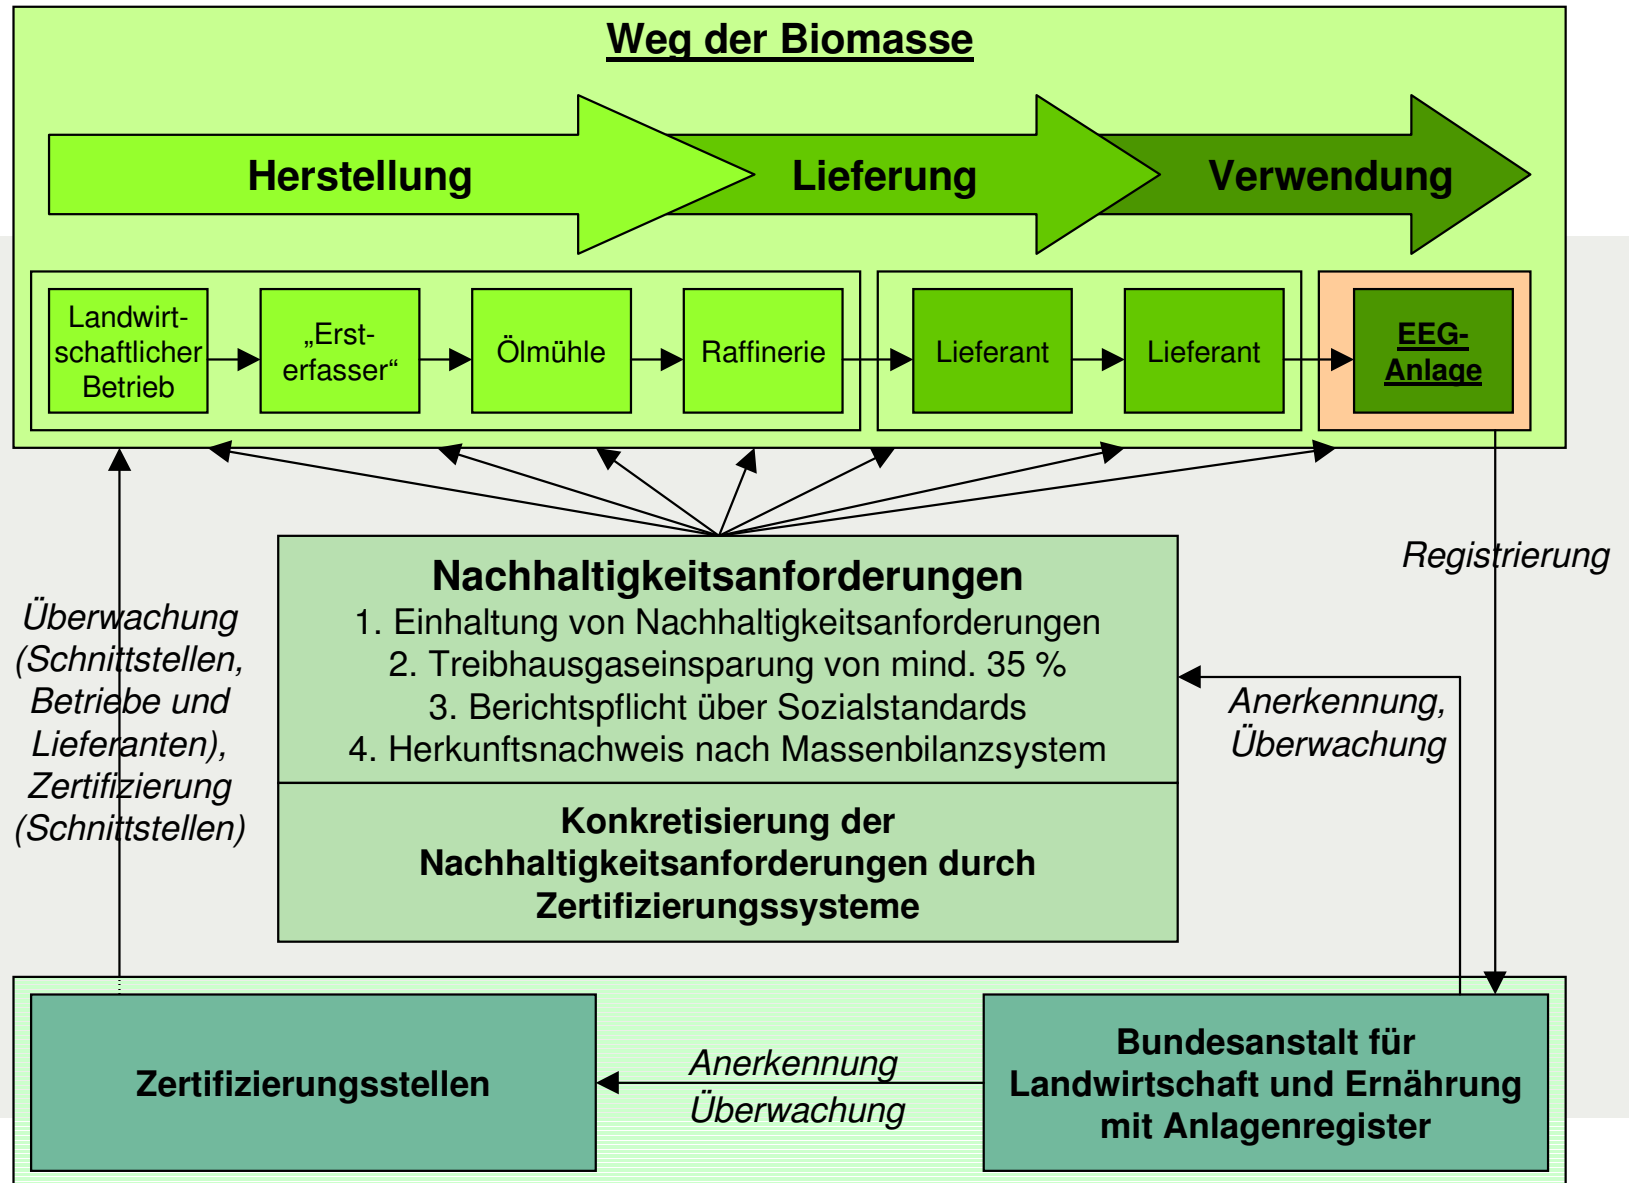 Weg der Biomasse
Herstellung
Lieferung
Verwendung
Landwirt-
schaftlicher
Betrieb
„Erst-
erfasser“
Ölmühle
Raffinerie
Lieferant
Lieferant
EEG-
Anlage
Registrierung
Nachhaltigkeitsanforderungen
1. Einhaltung von Nachhaltigkeitsanforderungen
2. Treibhausgaseinsparung von mind. 35 %
3. Berichtspflicht über Sozialstandards
4. Herkunftsnachweis nach Massenbilanzsystem
Überwachung
(Schnittstellen,
Betriebe und
Lieferanten),
Zertifizierung
(Schnittstellen)
Anerkennung,
Überwachung
Konkretisierung der
Nachhaltigkeitsanforderungen durch
Zertifizierungssysteme
Zertifizierungsstellen
Anerkennung
Überwachung
Bundesanstalt für
Landwirtschaft und Ernährung
mit Anlagenregister